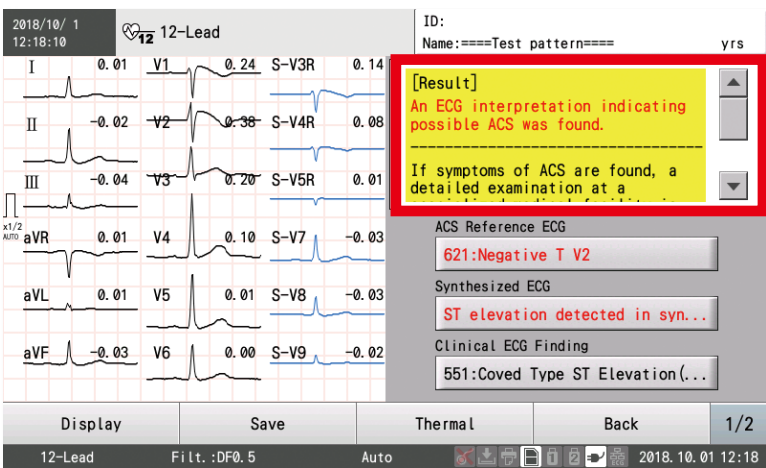 2018/10/ 1
12:18:10
12 12-Lead
ID:
Name:====Test pattern==== yrs
I 0.01 V1 0.24 S-V3R 0.14
II -0.02 V2 0.38 S-V4R 0.08
III -0.04 V3 0.20 S-V5R 0.01
x1/2
AUTO
aVR 0.01 V4 0.10 S-V7 -0.03
aVL 0.01 V5 0.01 S-V8 -0.03
aVF -0.03 V6 0.00 S-V9 -0.02
[Result]
An ECG interpretation indicating
possible ACS was found.
----------------------------------
If symptoms of ACS are found, a
detailed examination at a
ACS Reference ECG
621:Negative T V2
Synthesized ECG
ST elevation detected in syn...
Clinical ECG Finding
551:Coved Type ST Elevation(...
Display Save Thermal Back 1/2
12-Lead Filt.:DF0.5 Auto 1 2 2018.10.01 12:18